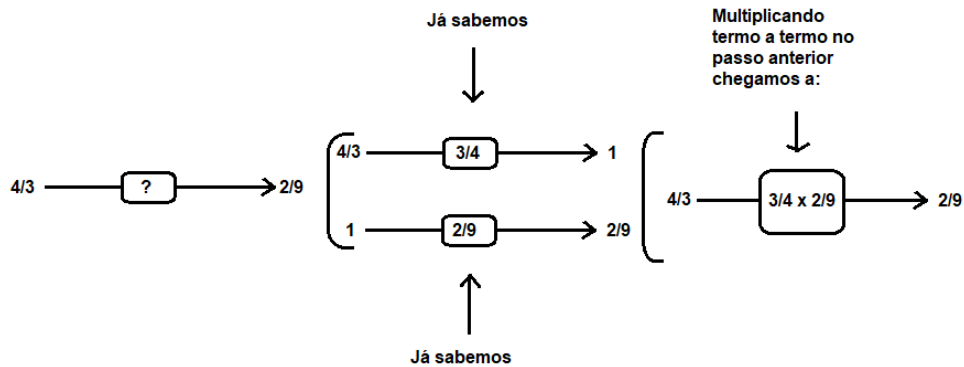 Já sabemos
Multiplicando
termo a termo no
passo anterior
chegamos a:
4/3 ? 2/9
4/3 3/4 1
1 2/9 2/9
4/3 3/4 x 2/9 2/9
Já sabemos